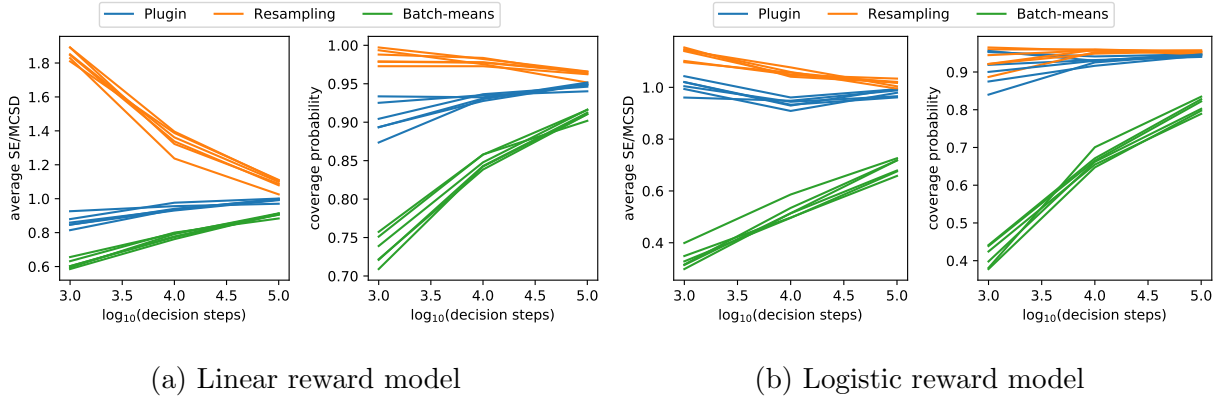 Plugin Resampling Batch-means
Plugin Resampling Batch-means
average SE/MCSD
1.8
1.6
1.4
1.2
1.0
0.8
0.6
3.0 3.5 4.0 4.5 5.0
log₁₀(decision steps)
coverage probability
1.00
0.95
0.90
0.85
0.80
0.75
0.70
3.0 3.5 4.0 4.5 5.0
log₁₀(decision steps)
average SE/MCSD
1.0
0.8
0.6
0.4
3.0 3.5 4.0 4.5 5.0
log₁₀(decision steps)
coverage probability
0.9
0.8
0.7
0.6
0.5
0.4
3.0 3.5 4.0 4.5 5.0
log₁₀(decision steps)
(a) Linear reward model
(b) Logistic reward model